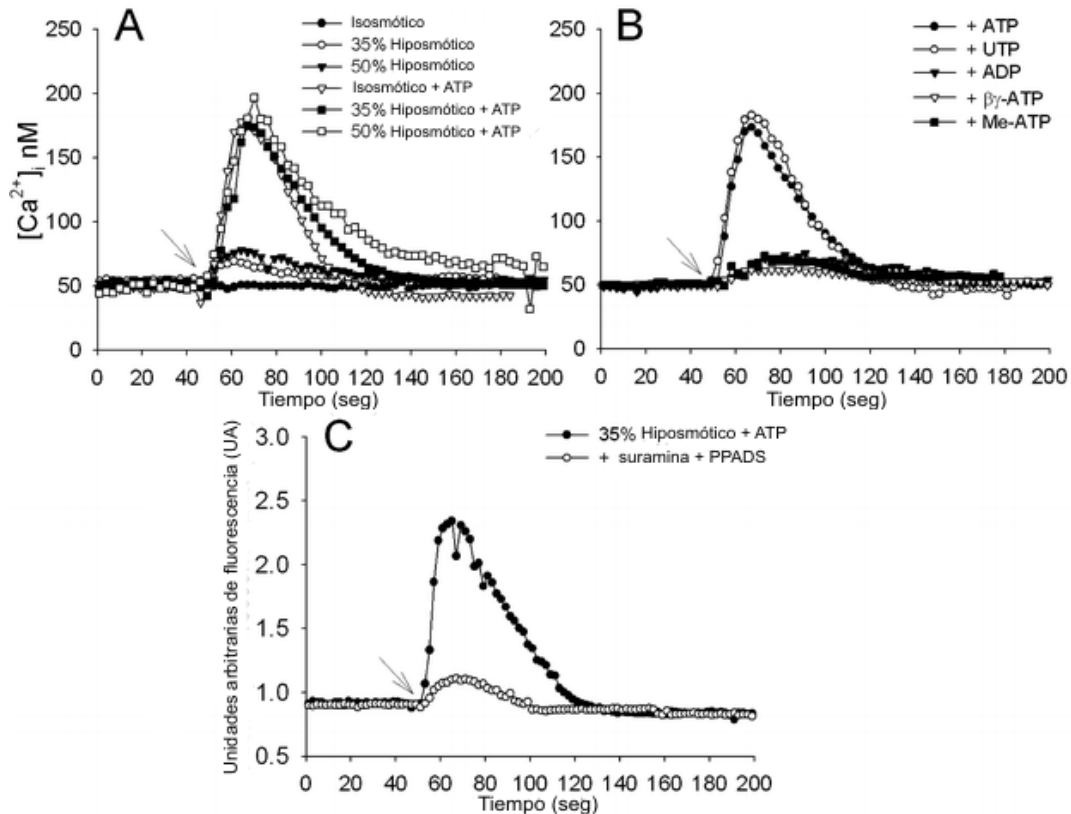 A
Isosmótico
35% Hiposmótico
50% Hiposmótico
Isosmótico + ATP
35% Hiposmótico + ATP
50% Hiposmótico + ATP
[Ca2+]i nM
250
200
150
100
50
0
0 20 40 60 80 100 120 140 160 180 200
Tiempo (seg)
B
+ ATP
+ UTP
+ ADP
+ βγ-ATP
+ Me-ATP
250
200
150
100
50
0
0 20 40 60 80 100 120 140 160 180 200
Tiempo (seg)
C
35% Hiposmótico + ATP
+ suramina + PPADS
Unidades arbitrarias de fluorescencia (UA)
3.0
2.5
2.0
1.5
1.0
0.5
0 20 40 60 80 100 120 140 160 180 200
Tiempo (seg)